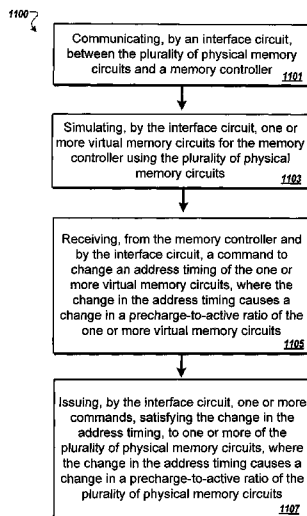 1100
Communicating, by an interface circuit,
between the plurality of physical memory
circuits and a memory controller
1101
Simulating, by the interface circuit, one or
more virtual memory circuits for the memory
controller using the plurality of physical
memory circuits
1103
Receiving, from the memory controller and
by the interface circuit, a command to
change an address timing of the one or
more virtual memory circuits, where the
change in the address timing causes a
change in a precharge-to-active ratio of the
one or more virtual memory circuits
1105
Issuing, by the interface circuit, one or more
commands, satisfying the change in the
address timing, to one or more of the
plurality of physical memory circuits, where
the change in the address timing causes a
change in a precharge-to-active ratio of the
plurality of physical memory circuits
1107